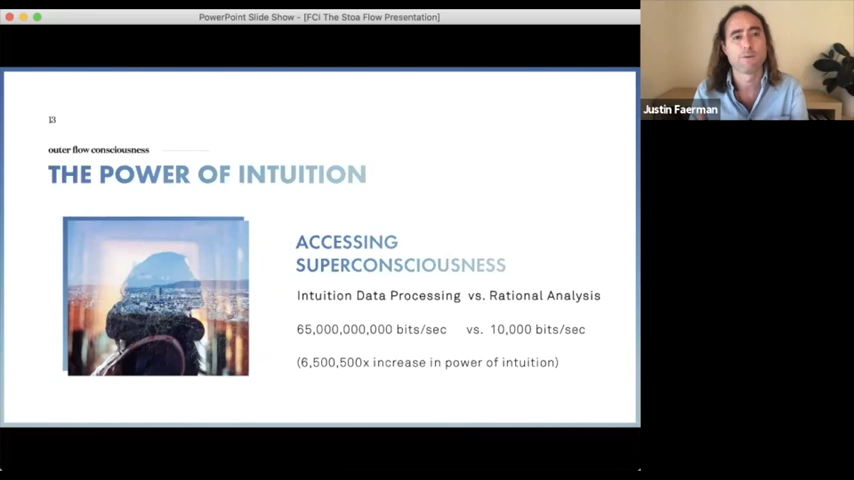 PowerPoint Slide Show - [FCI The Stoa Flow Presentation]
Justin Faerman
13
outer flow consciousness
THE POWER OF INTUITION
ACCESSING
SUPERCONSCIOUSNESS
Intuition Data Processing vs. Rational Analysis
65,000,000,000 bits/sec vs. 10,000 bits/sec
(6,500,500x increase in power of intuition)